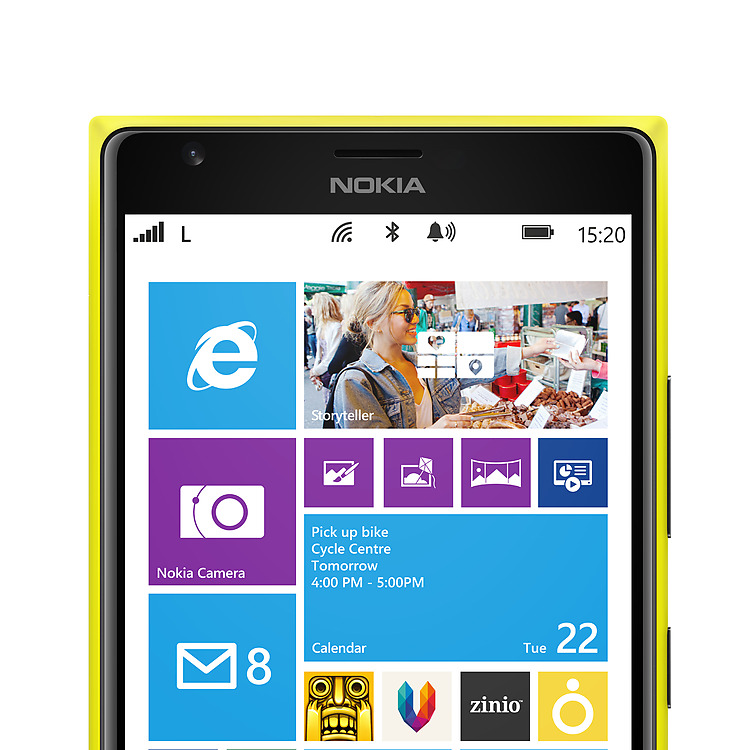 NOKIA
L
15:20
Storyteller
Nokia Camera
Pick up bike
Cycle Centre
Tomorrow
4:00 PM - 5:00PM
Calendar
Tue 22
8
zinio